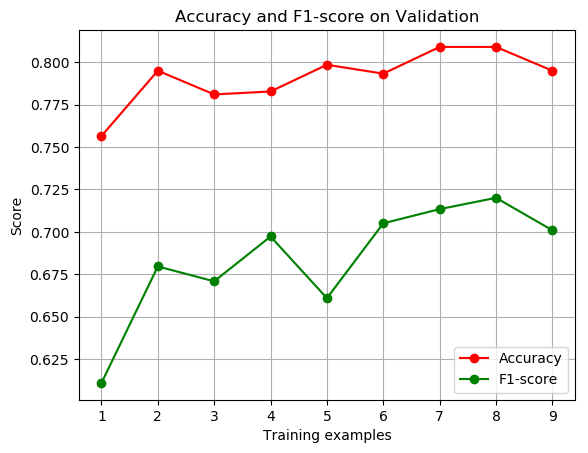 Accuracy and F1-score on Validation
Score
0.800
0.775
0.750
0.725
0.700
0.675
0.650
0.625
Accuracy
F1-score
1 2 3 4 5 6 7 8 9
Training examples